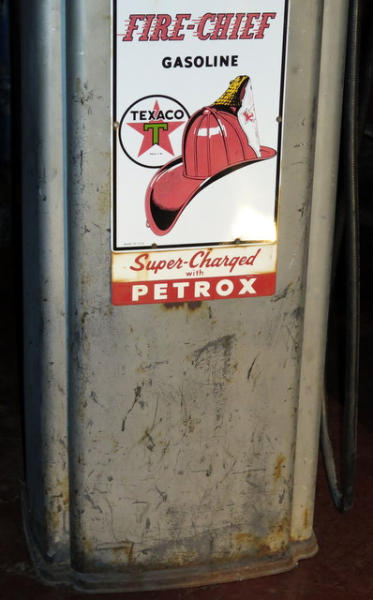 FIRE-CHIEF
GASOLINE
TEXACO
T
Super-Charged
with
PETROX